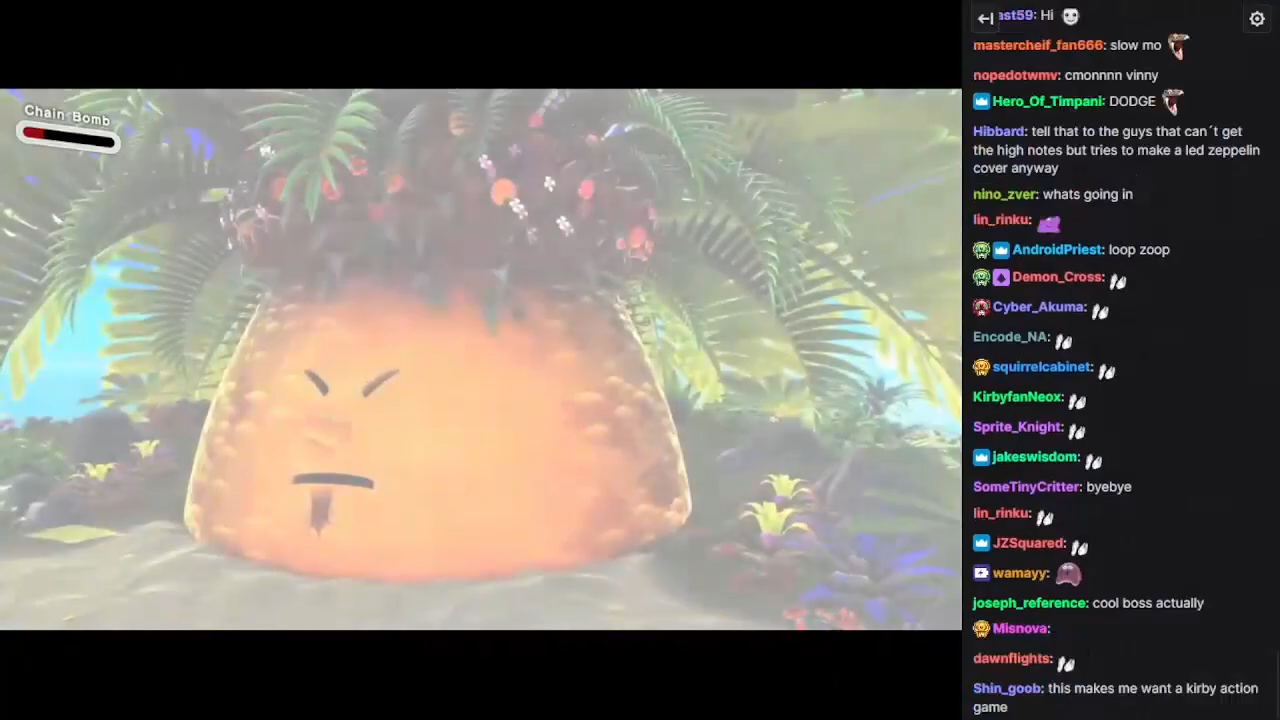 Chain Bomb
ast59: Hi
mastercheif_fan666: slow mo
nopedotwmv: cmonnnn vinny
Hero_Of_Timpani: DODGE
Hibbard: tell that to the guys that can´t get
the high notes but tries to make a led zeppelin
cover anyway
nino_zver: whats going in
lin_rinku:
AndroidPriest: loop zoop
Demon_Cross:
Cyber_Akuma:
Encode_NA:
squirrelcabinet:
KirbyfanNeox:
Sprite_Knight:
jakeswisdom:
SomeTinyCritter: byebye
lin_rinku:
JZSquared:
wamayy:
joseph_reference: cool boss actually
Misnova:
dawnflights:
Shin_goob: this makes me want a kirby action
game